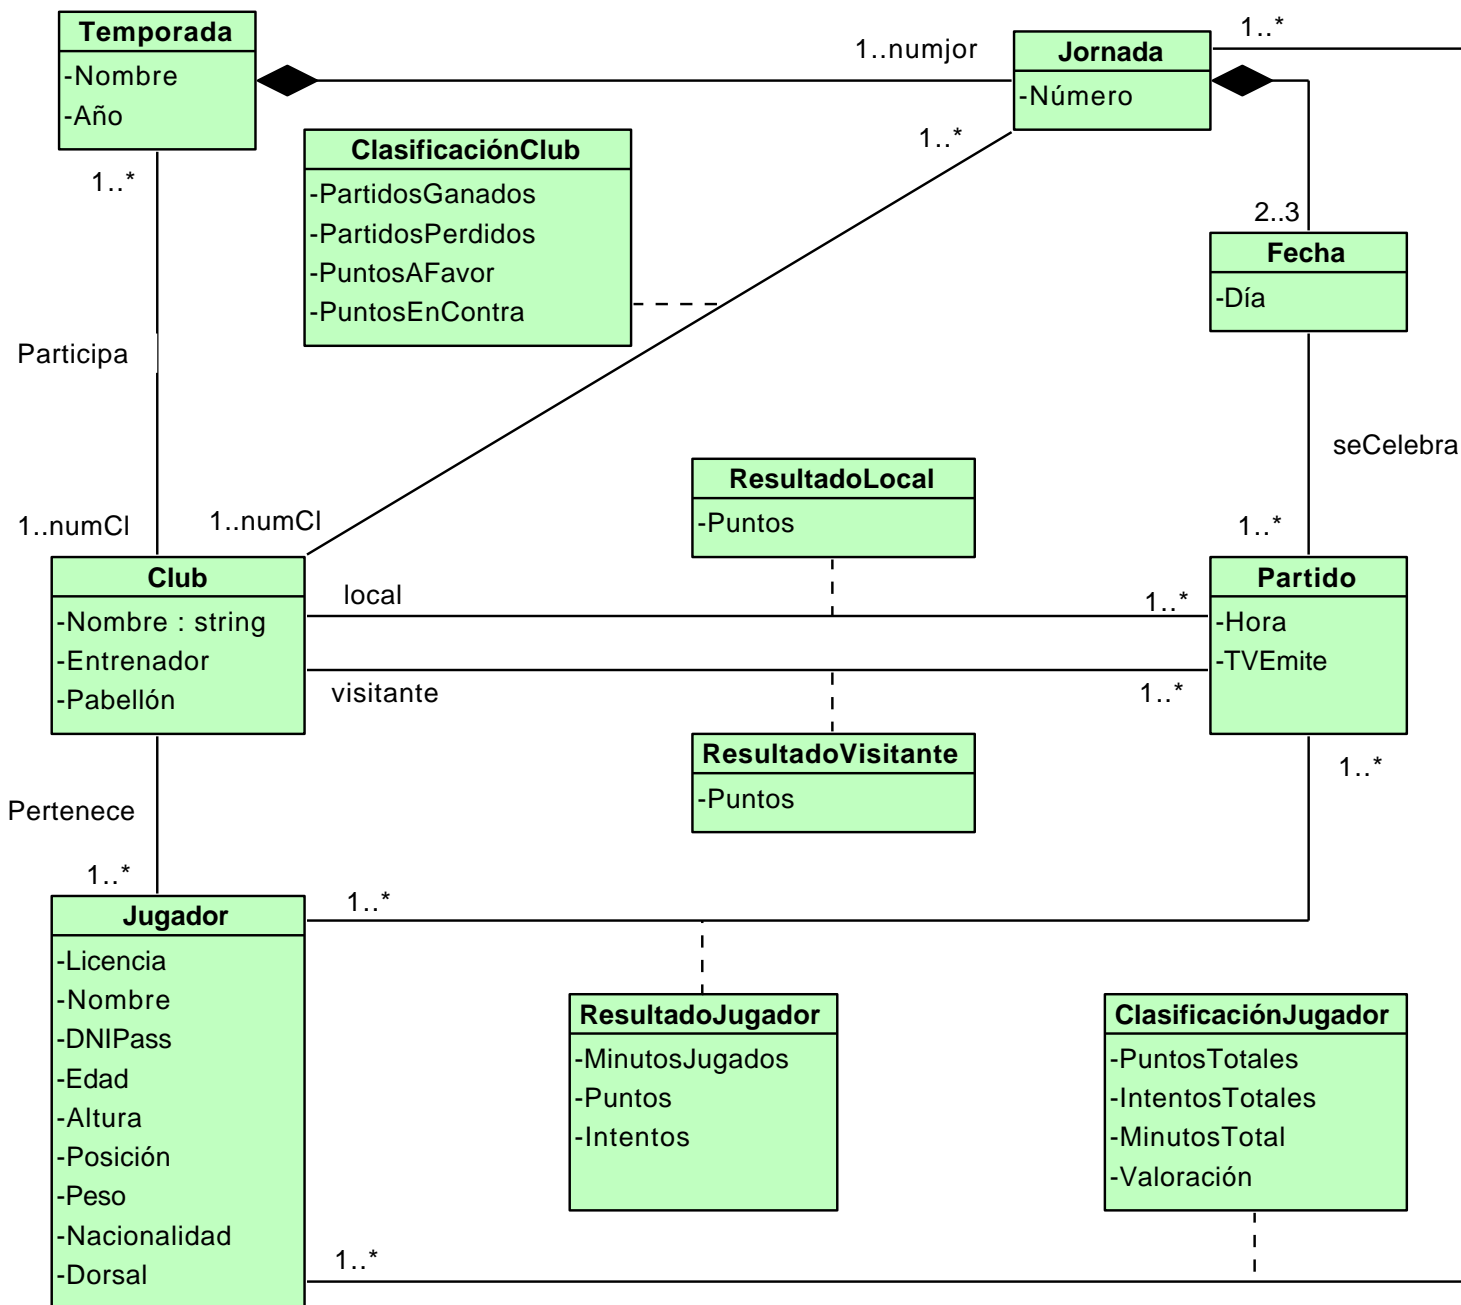 Temporada
-Nombre
-Año
1..numjor
Jornada
-Número
1..*
ClasificaciónClub
-PartidosGanados
-PartidosPerdidos
-PuntosAFavor
-PuntosEnContra
1..*
1..*
2..3
Fecha
-Día
Participa
seCelebra
ResultadoLocal
-Puntos
1..numCl
1..numCl
1..*
Club
-Nombre : string
-Entrenador
-Pabellón
local
1..*
Partido
-Hora
-TVEmite
visitante
1..*
ResultadoVisitante
-Puntos
1..*
Pertenece
1..*
Jugador
-Licencia
-Nombre
-DNIPass
-Edad
-Altura
-Posición
-Peso
-Nacionalidad
-Dorsal
1..*
ResultadoJugador
-MinutosJugados
-Puntos
-Intentos
ClasificaciónJugador
-PuntosTotales
-IntentosTotales
-MinutosTotal
-Valoración
1..*